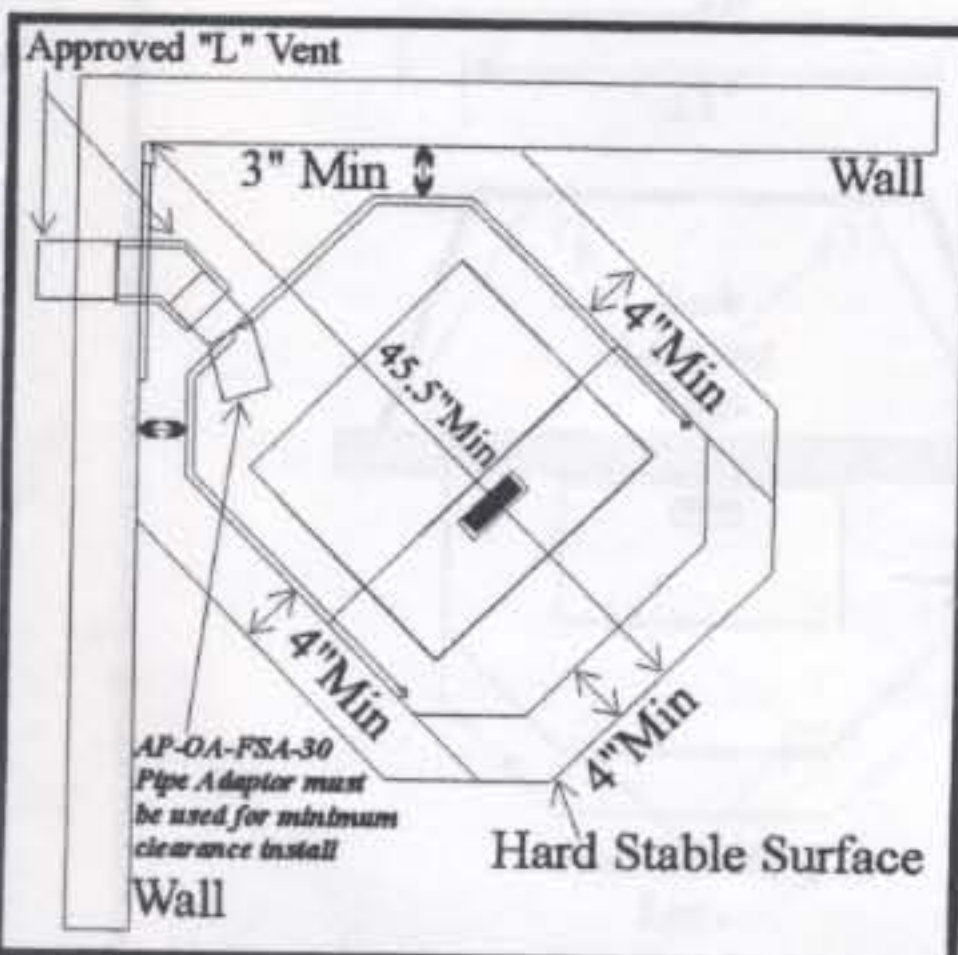 Approved "L" Vent
3" Min
Wall
4"Min
45.5"Min
4"Min
4"Min
AP-OA-FSA-30
Pipe Adaptor must
be used for minimum
clearance install
Hard Stable Surface
Wall